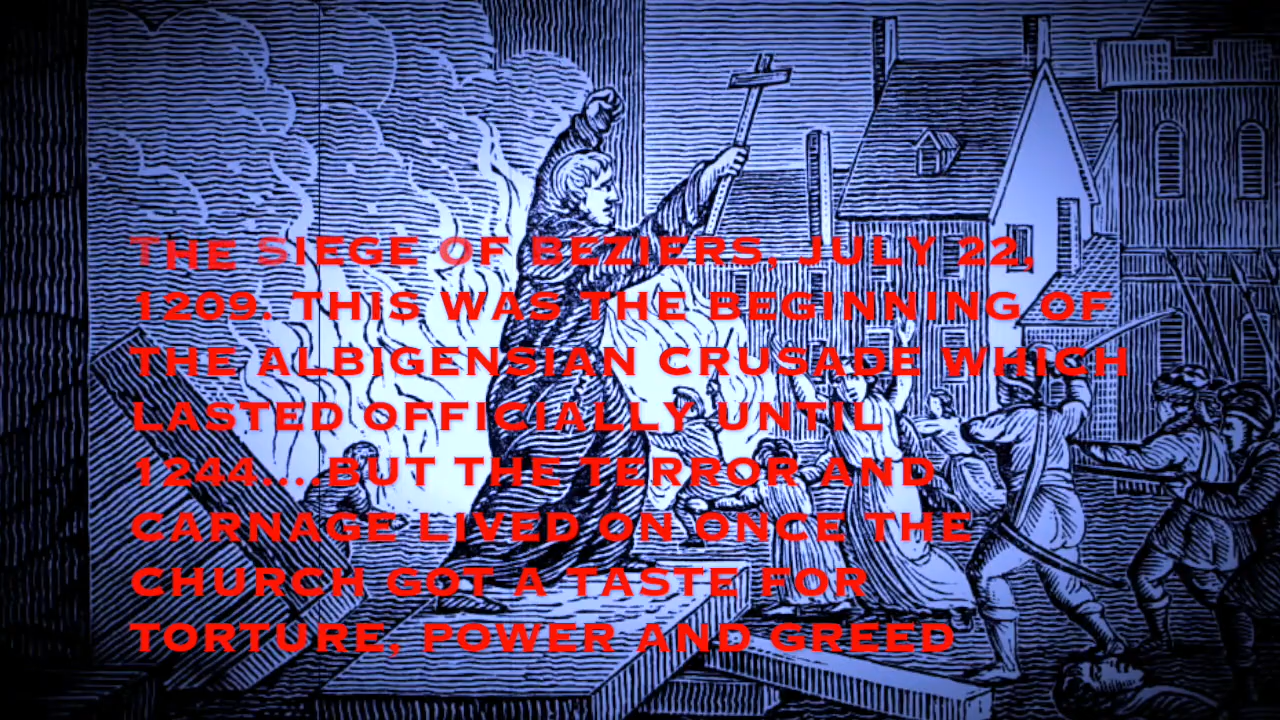 THE SIEGE OF BEZIERS, JULY 22,
1209. THIS WAS THE BEGINNING OF
THE ALBIGENSIAN CRUSADE WHICH
LASTED OFFICIALLY UNTIL
1244....BUT THE TERROR AND
CARNAGE LIVED ON ONCE THE
CHURCH GOT A TASTE FOR
TORTURE, POWER AND GREED